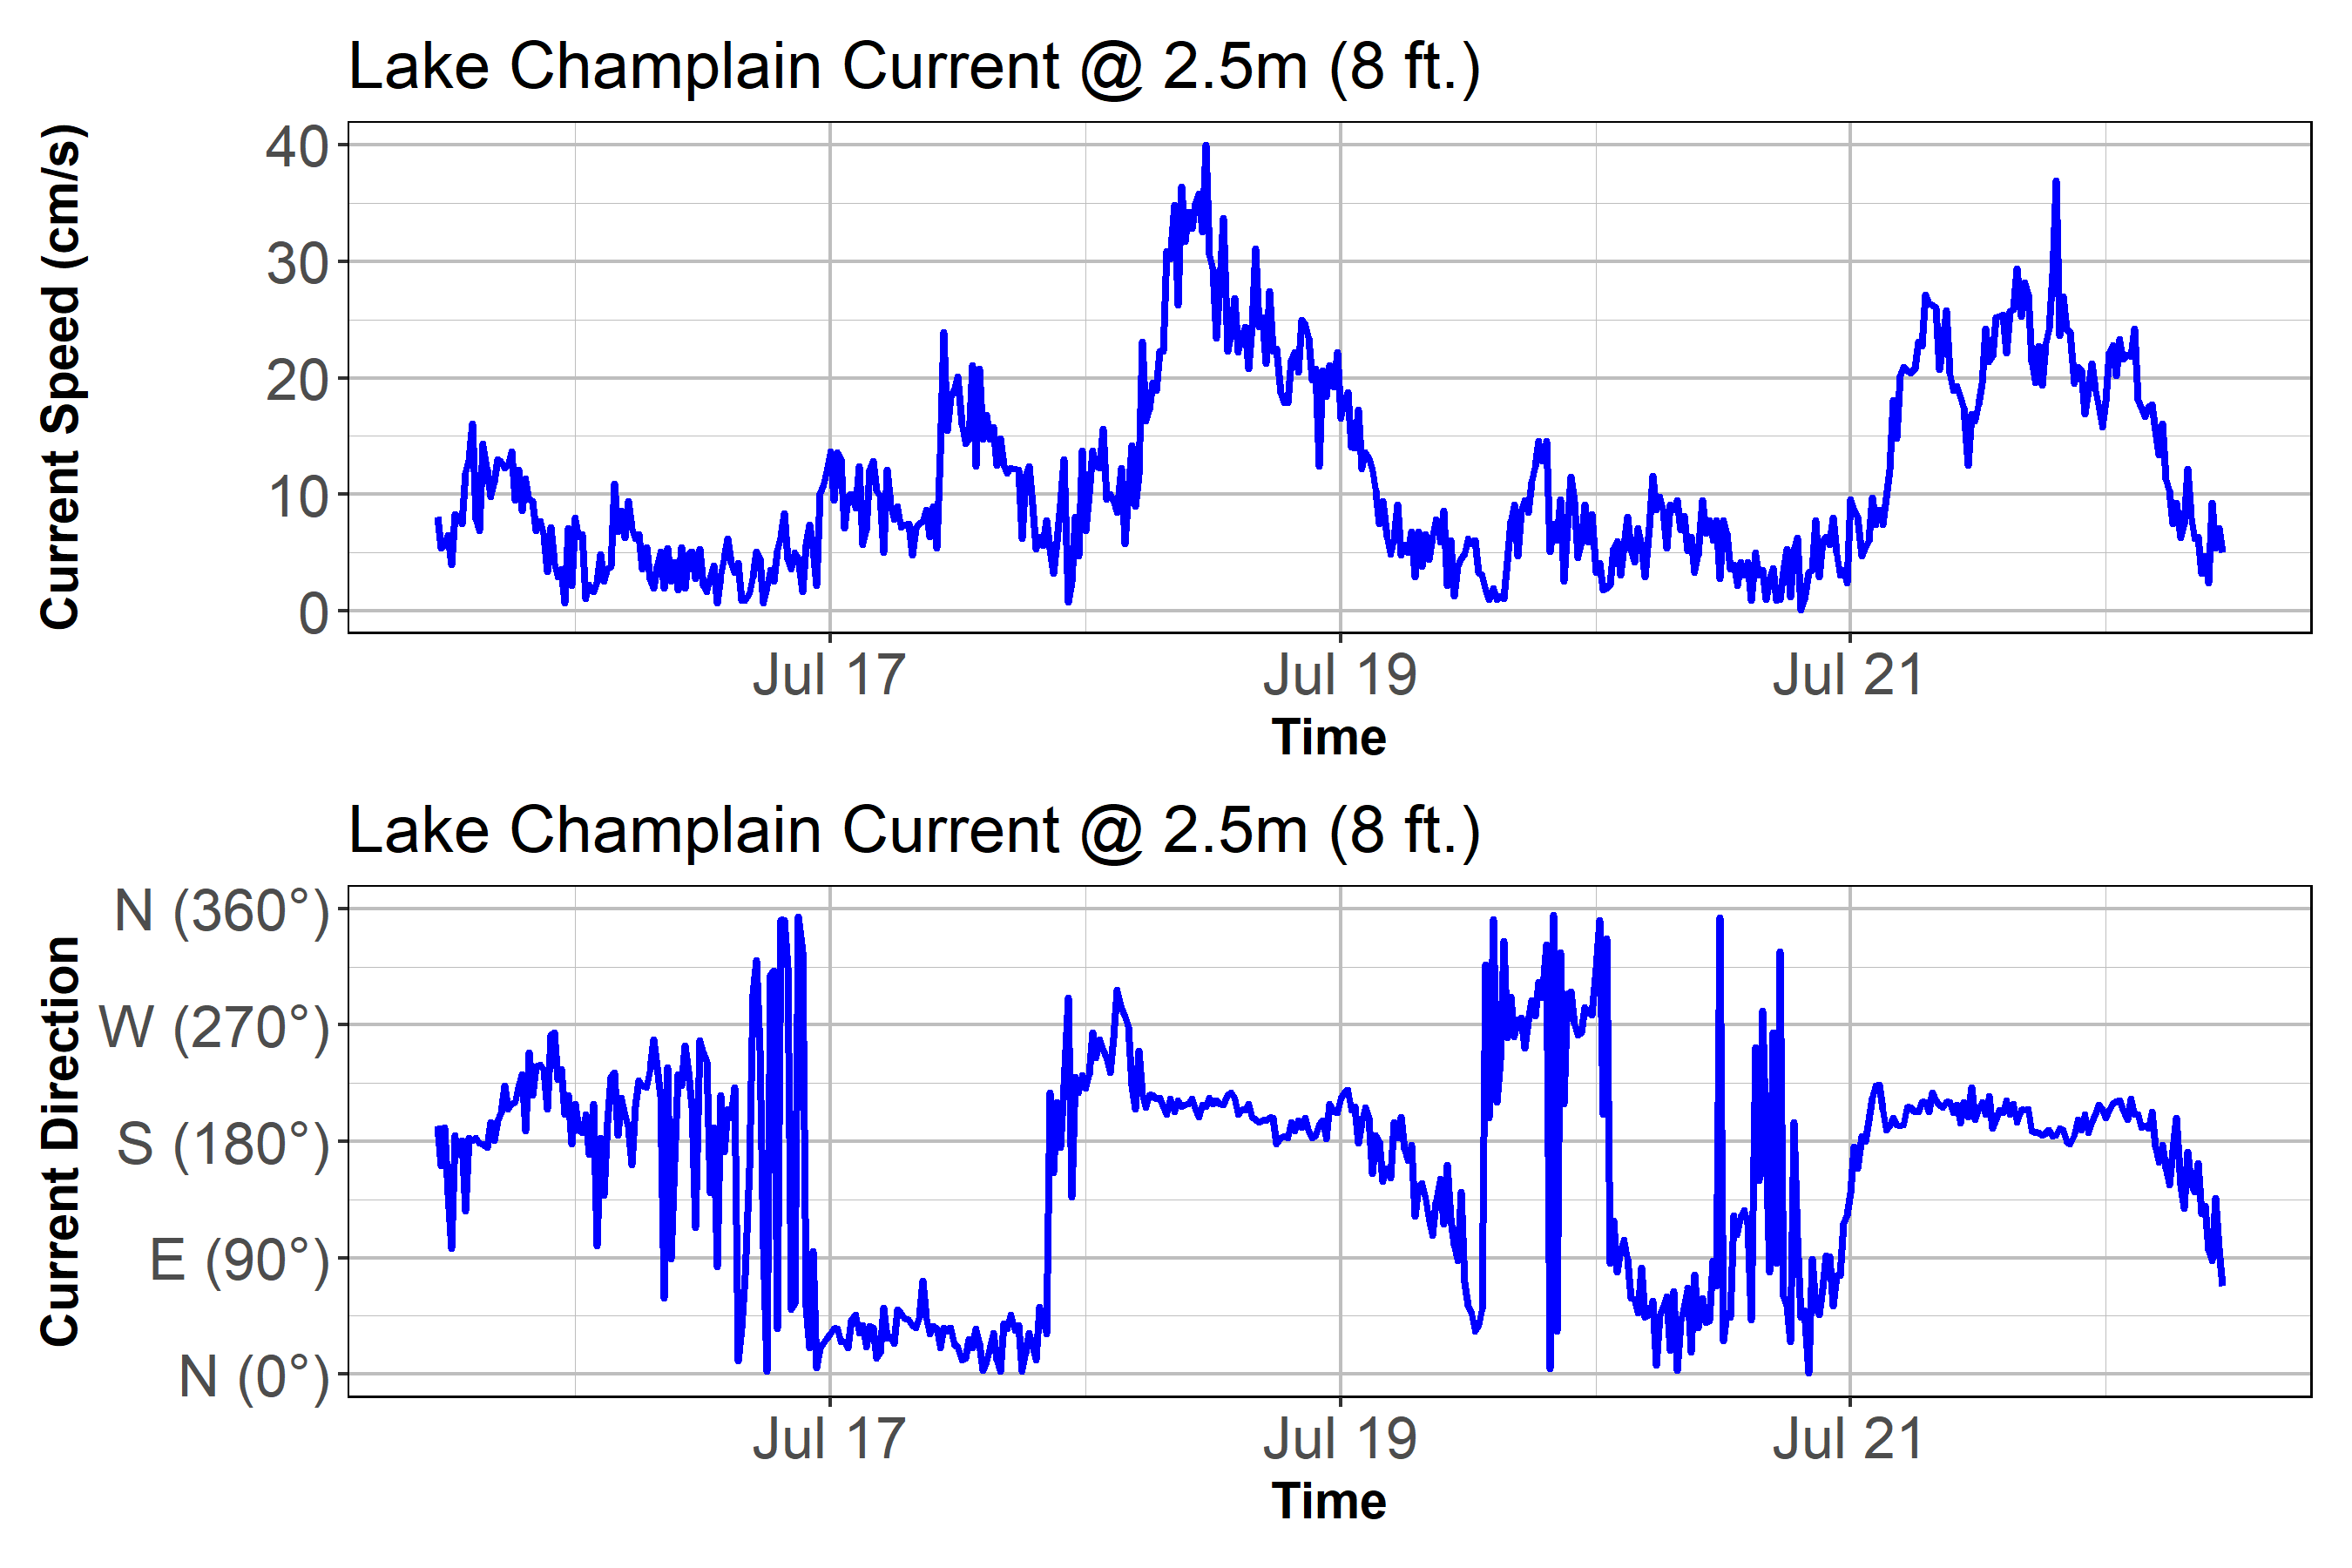 Lake Champlain Current @ 2.5m (8 ft.)
Current Speed (cm/s)
40
30
20
10
0
Jul 17
Jul 19
Jul 21
Time
Lake Champlain Current @ 2.5m (8 ft.)
Current Direction
N (360°)
W (270°)
S (180°)
E (90°)
N (0°)
Jul 17
Jul 19
Jul 21
Time